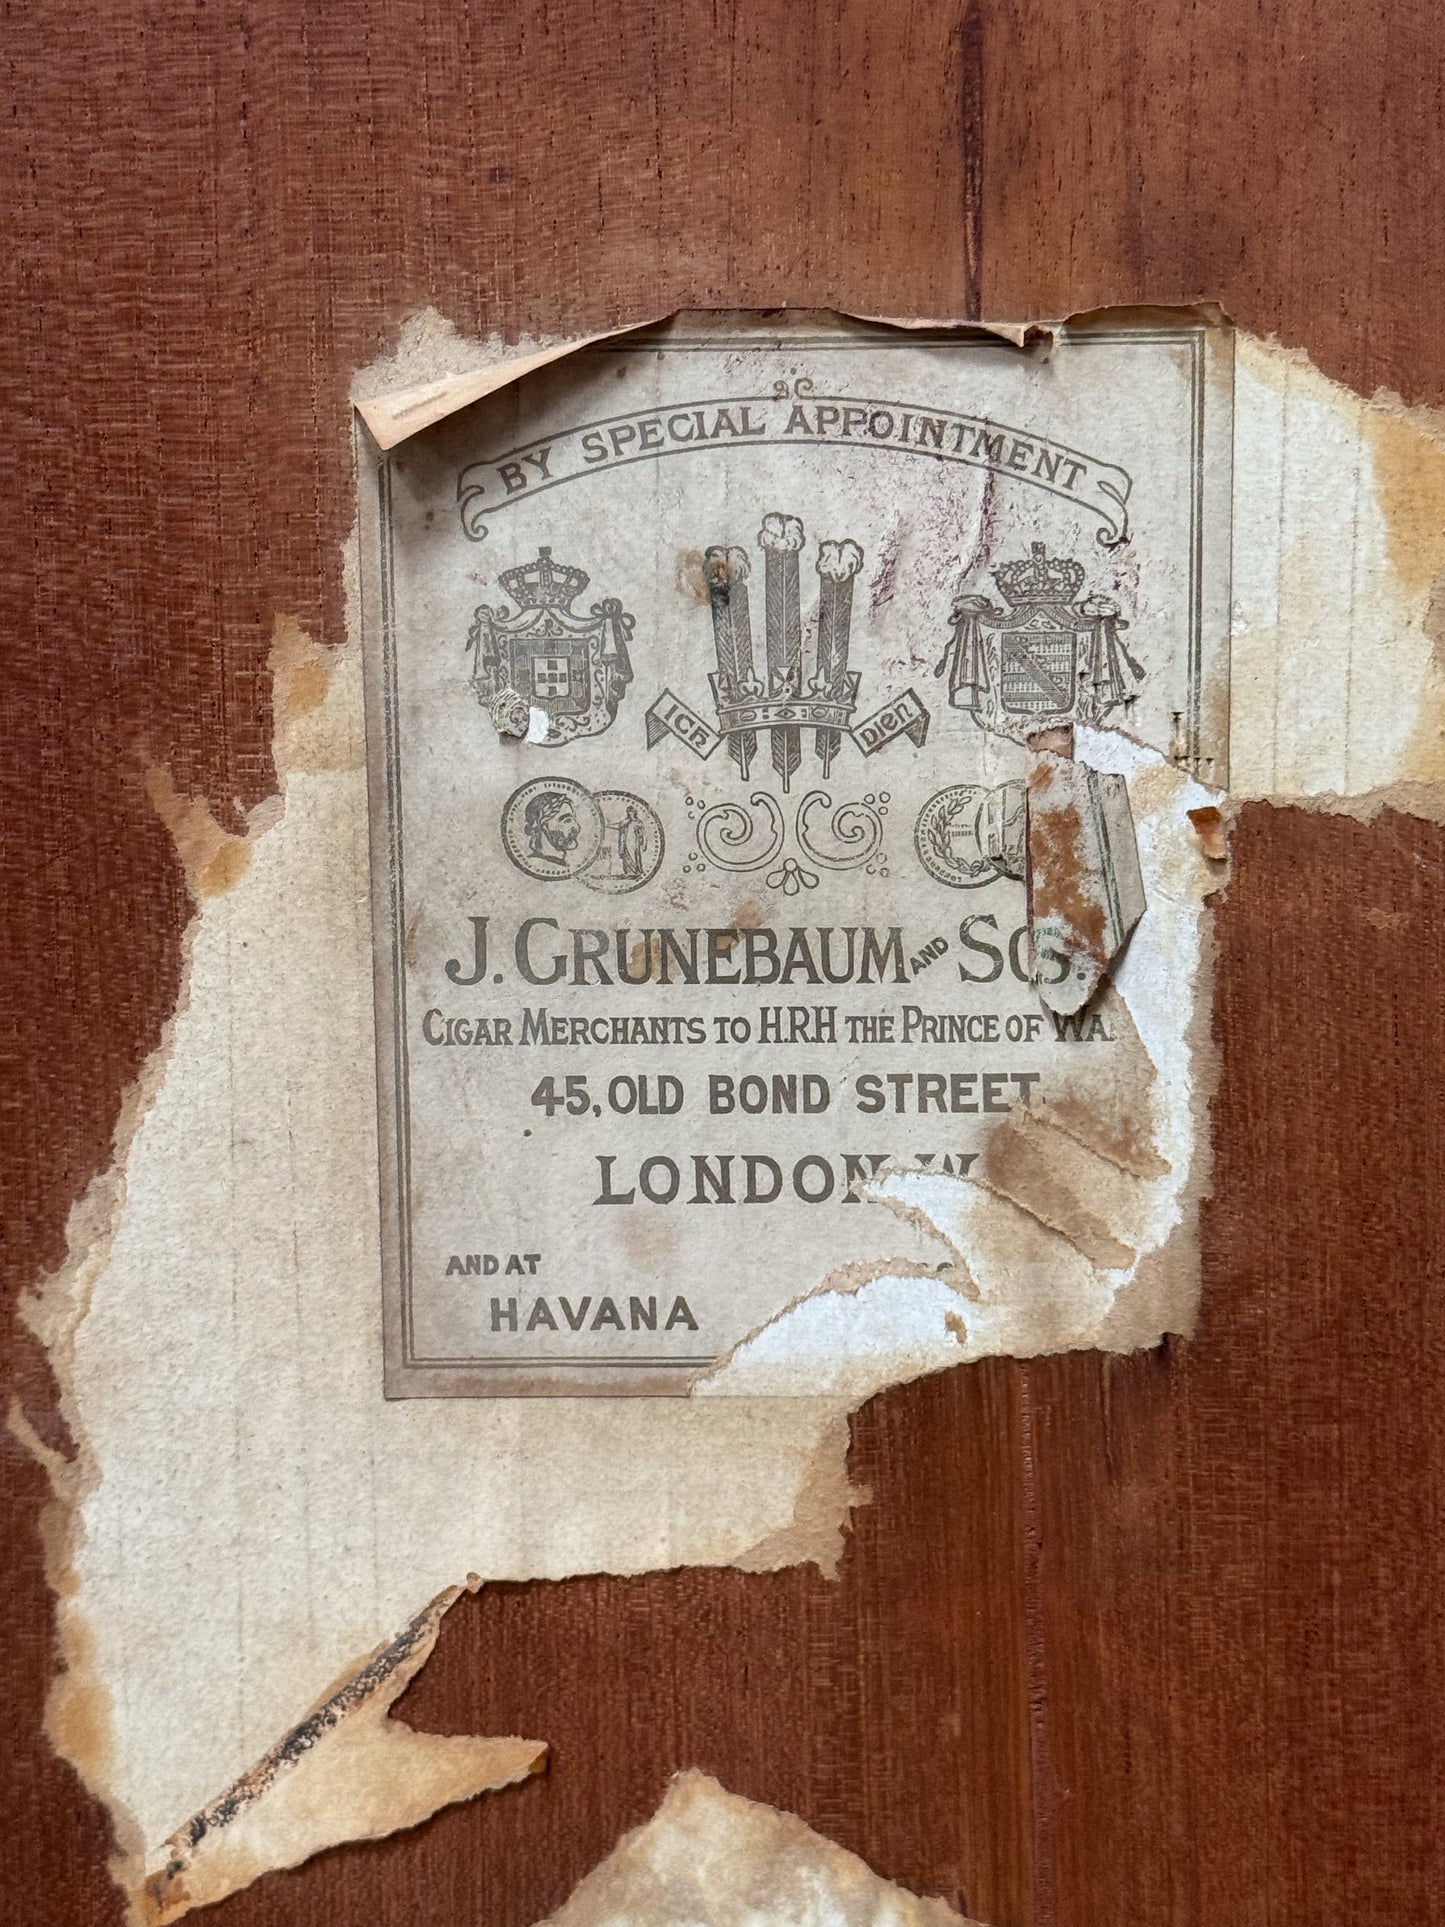 BY SPECIAL APPOINTMENT
ICH DIEN
J. GRUNEBAUM AND
CIGAR MERCHANTS TO H.R.H THE PRINCE OF
45, OLD BOND STREET
LONDON W
AND AT
HAVANA